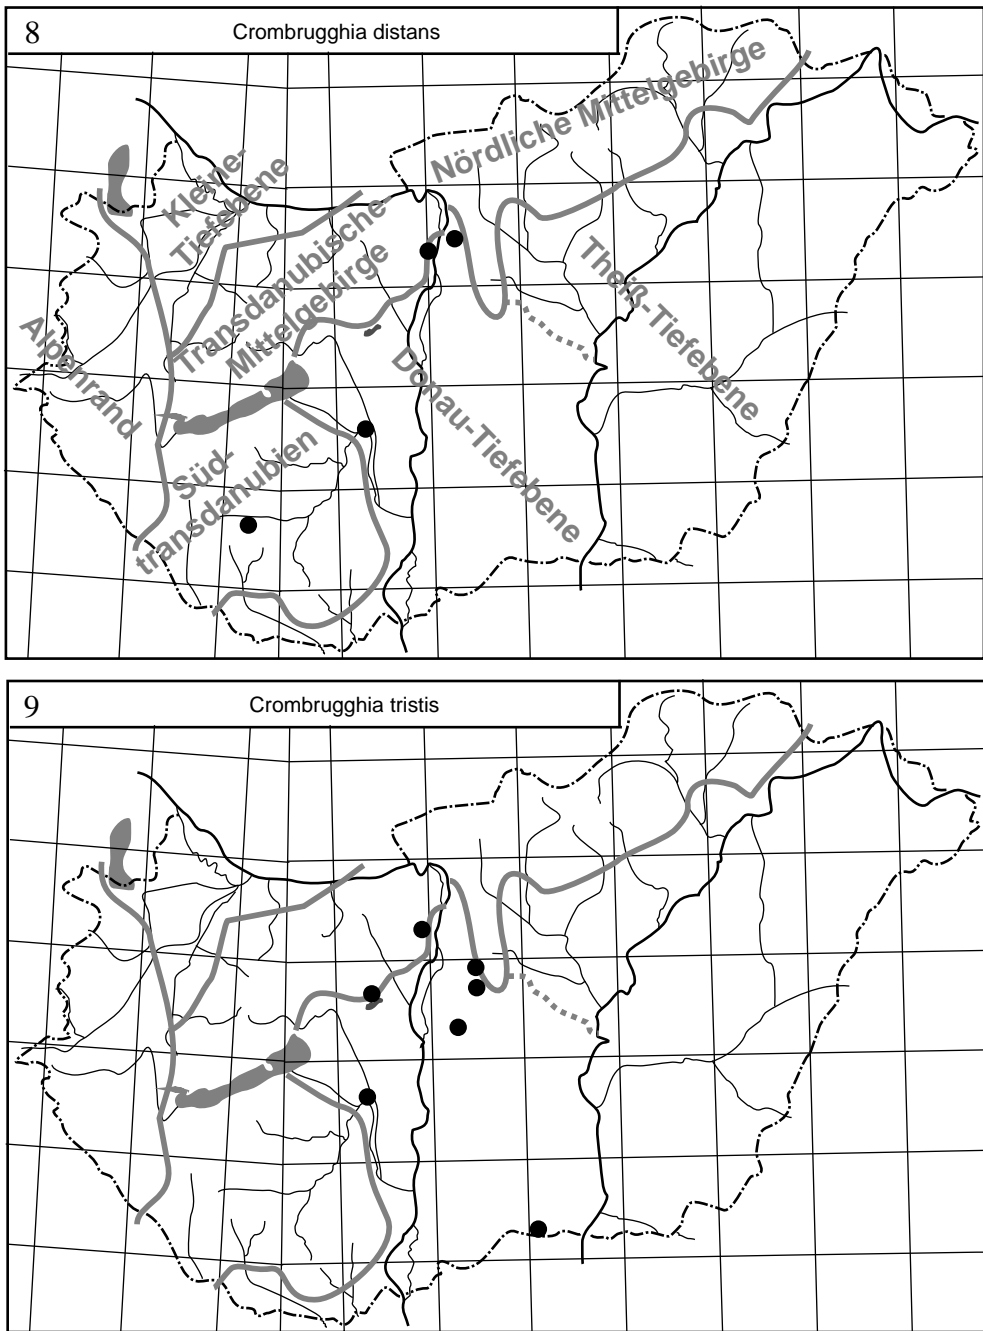 8
Crombrugghia distans
Nördliche Mittelgebirge
Kleine-
Tiefebene
Transdanubische
Mittelgebirge
Theiß-Tiefebene
Alpenrand
Donau-Tiefebene
Süd-
transdanubien
9
Crombrugghia tristis